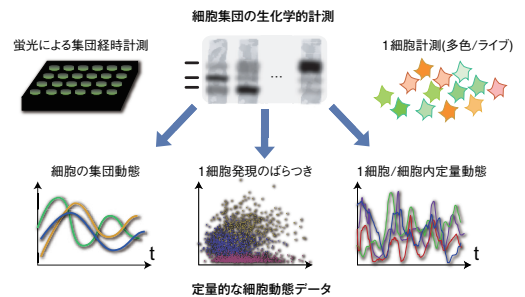 細胞集団の生化学的計測
蛍光による集団経時計測
1細胞計測(多色/ライブ)
...
細胞の集団動態
1細胞発現のばらつき
1細胞/細胞内定量動態
t
t
定量的な細胞動態データ